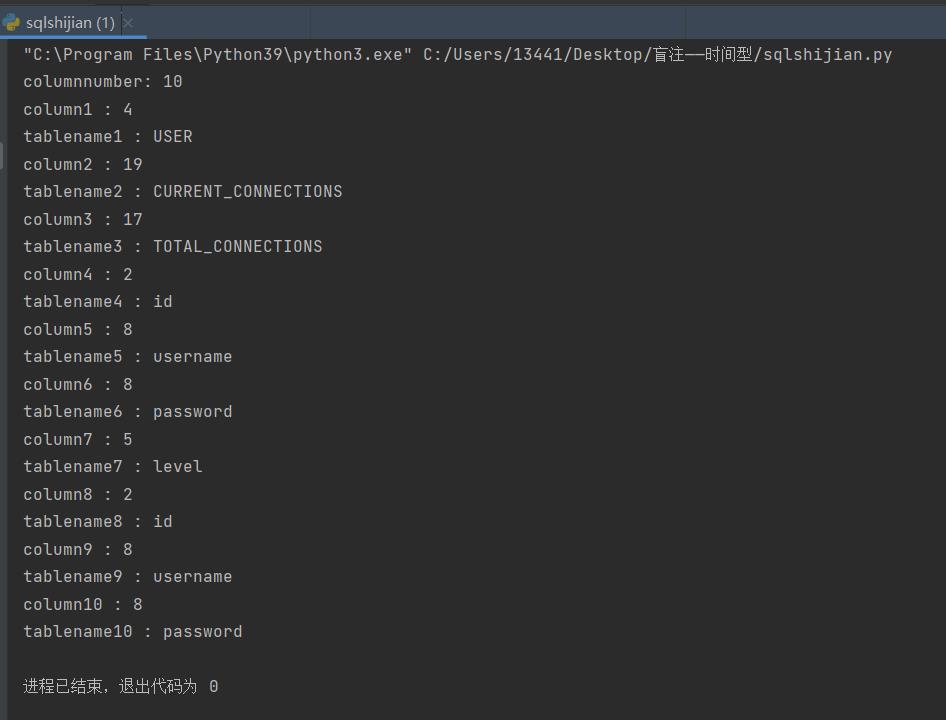 sqlshijian (1)
"C:\Program Files\Python39\python3.exe" C:/Users/13441/Desktop/盲注——时间型/sqlshijian.py
columnnumber: 10
column1 : 4
tablename1 : USER
column2 : 19
tablename2 : CURRENT_CONNECTIONS
column3 : 17
tablename3 : TOTAL_CONNECTIONS
column4 : 2
tablename4 : id
column5 : 8
tablename5 : username
column6 : 8
tablename6 : password
column7 : 5
tablename7 : level
column8 : 2
tablename8 : id
column9 : 8
tablename9 : username
column10 : 8
tablename10 : password
进程已结束，退出代码为 0